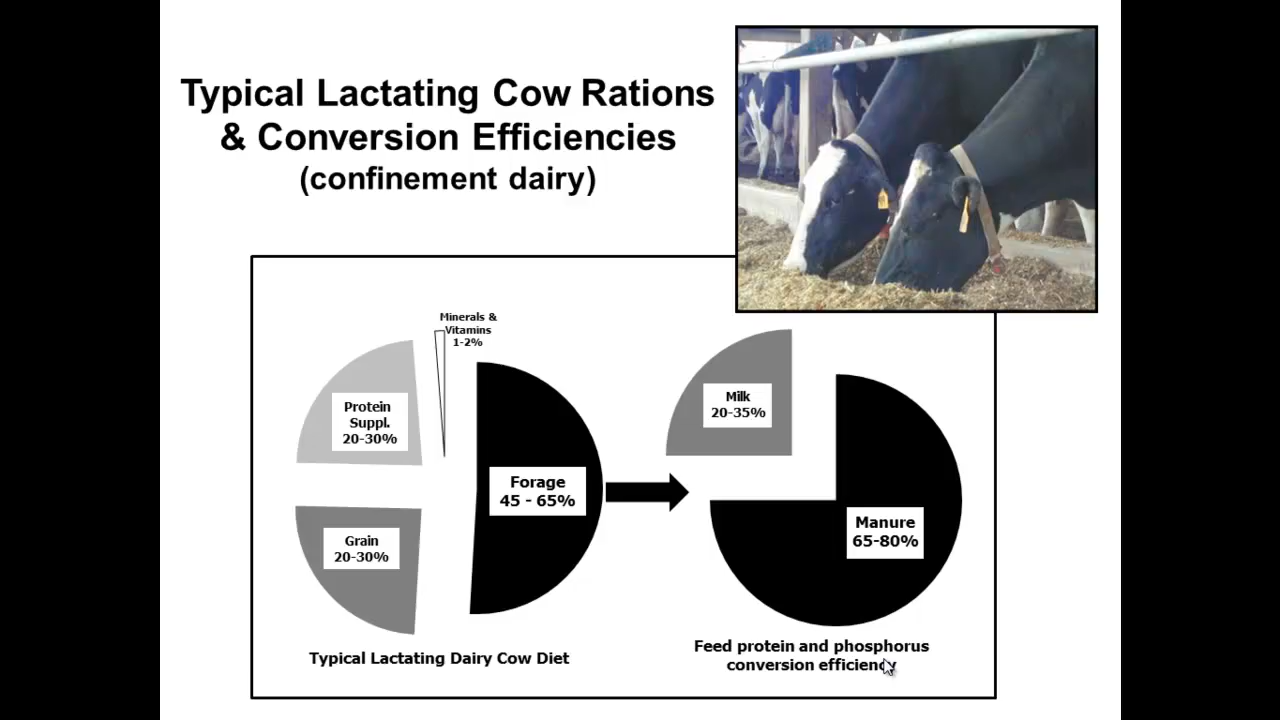 Typical Lactating Cow Rations
& Conversion Efficiencies
(confinement dairy)
Minerals &
Vitamins
1-2%
Protein
Suppl.
20-30%
Forage
45 - 65%
Grain
20-30%
Typical Lactating Dairy Cow Diet
Milk
20-35%
Manure
65-80%
Feed protein and phosphorus
conversion efficiency